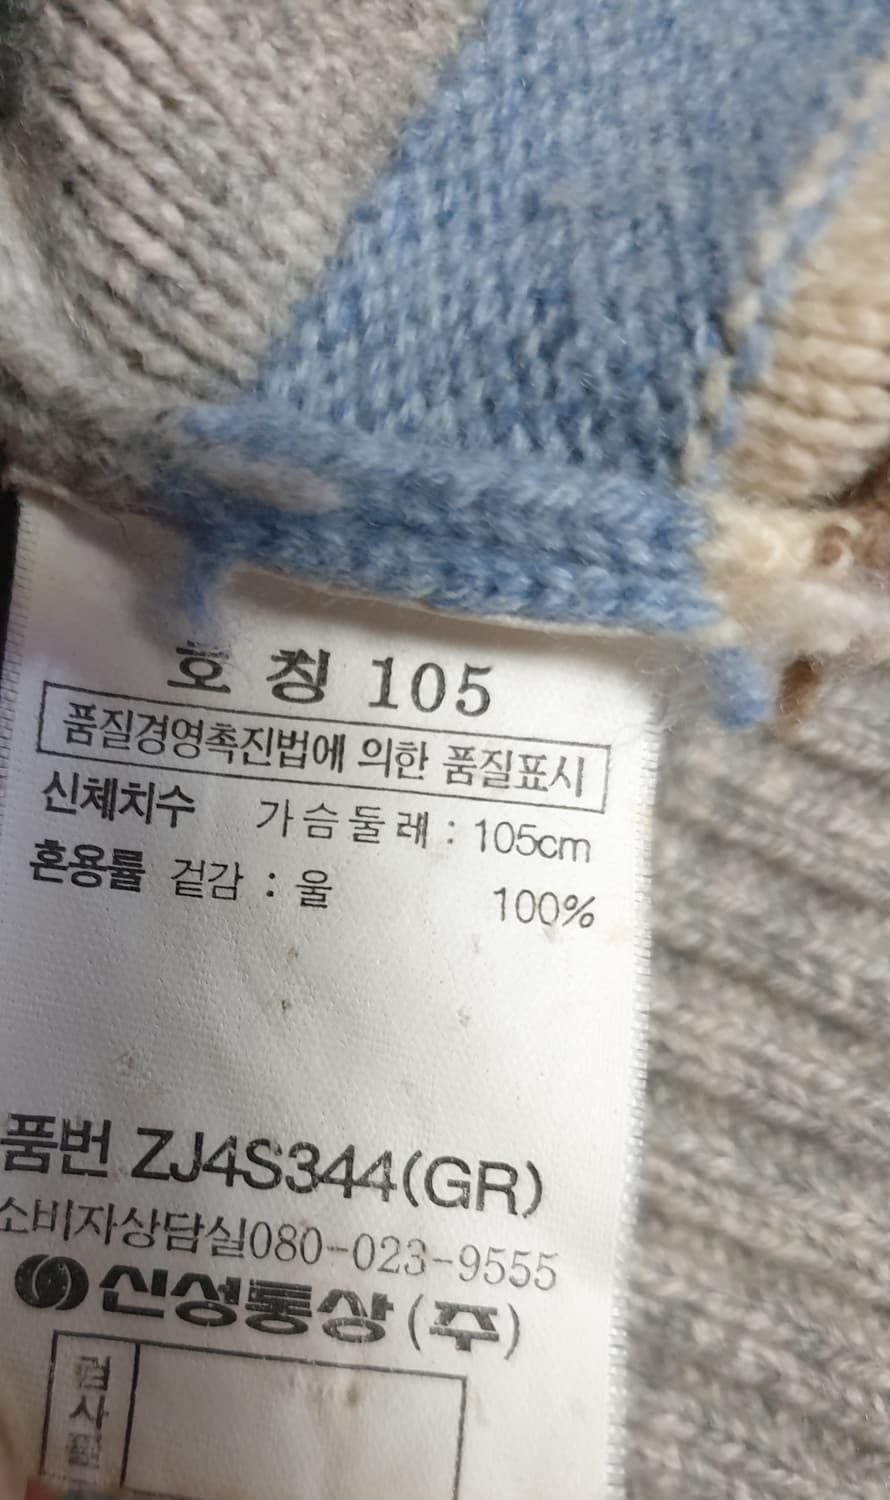 호칭 105
품질경영촉진법에 의한 품질표시
신체치수 가슴둘레 : 105cm
혼용률 겉감 : 울 100%
품번 ZJ4S344(GR)
소비자상담실080-023-9555
신성통상(주)
검사필